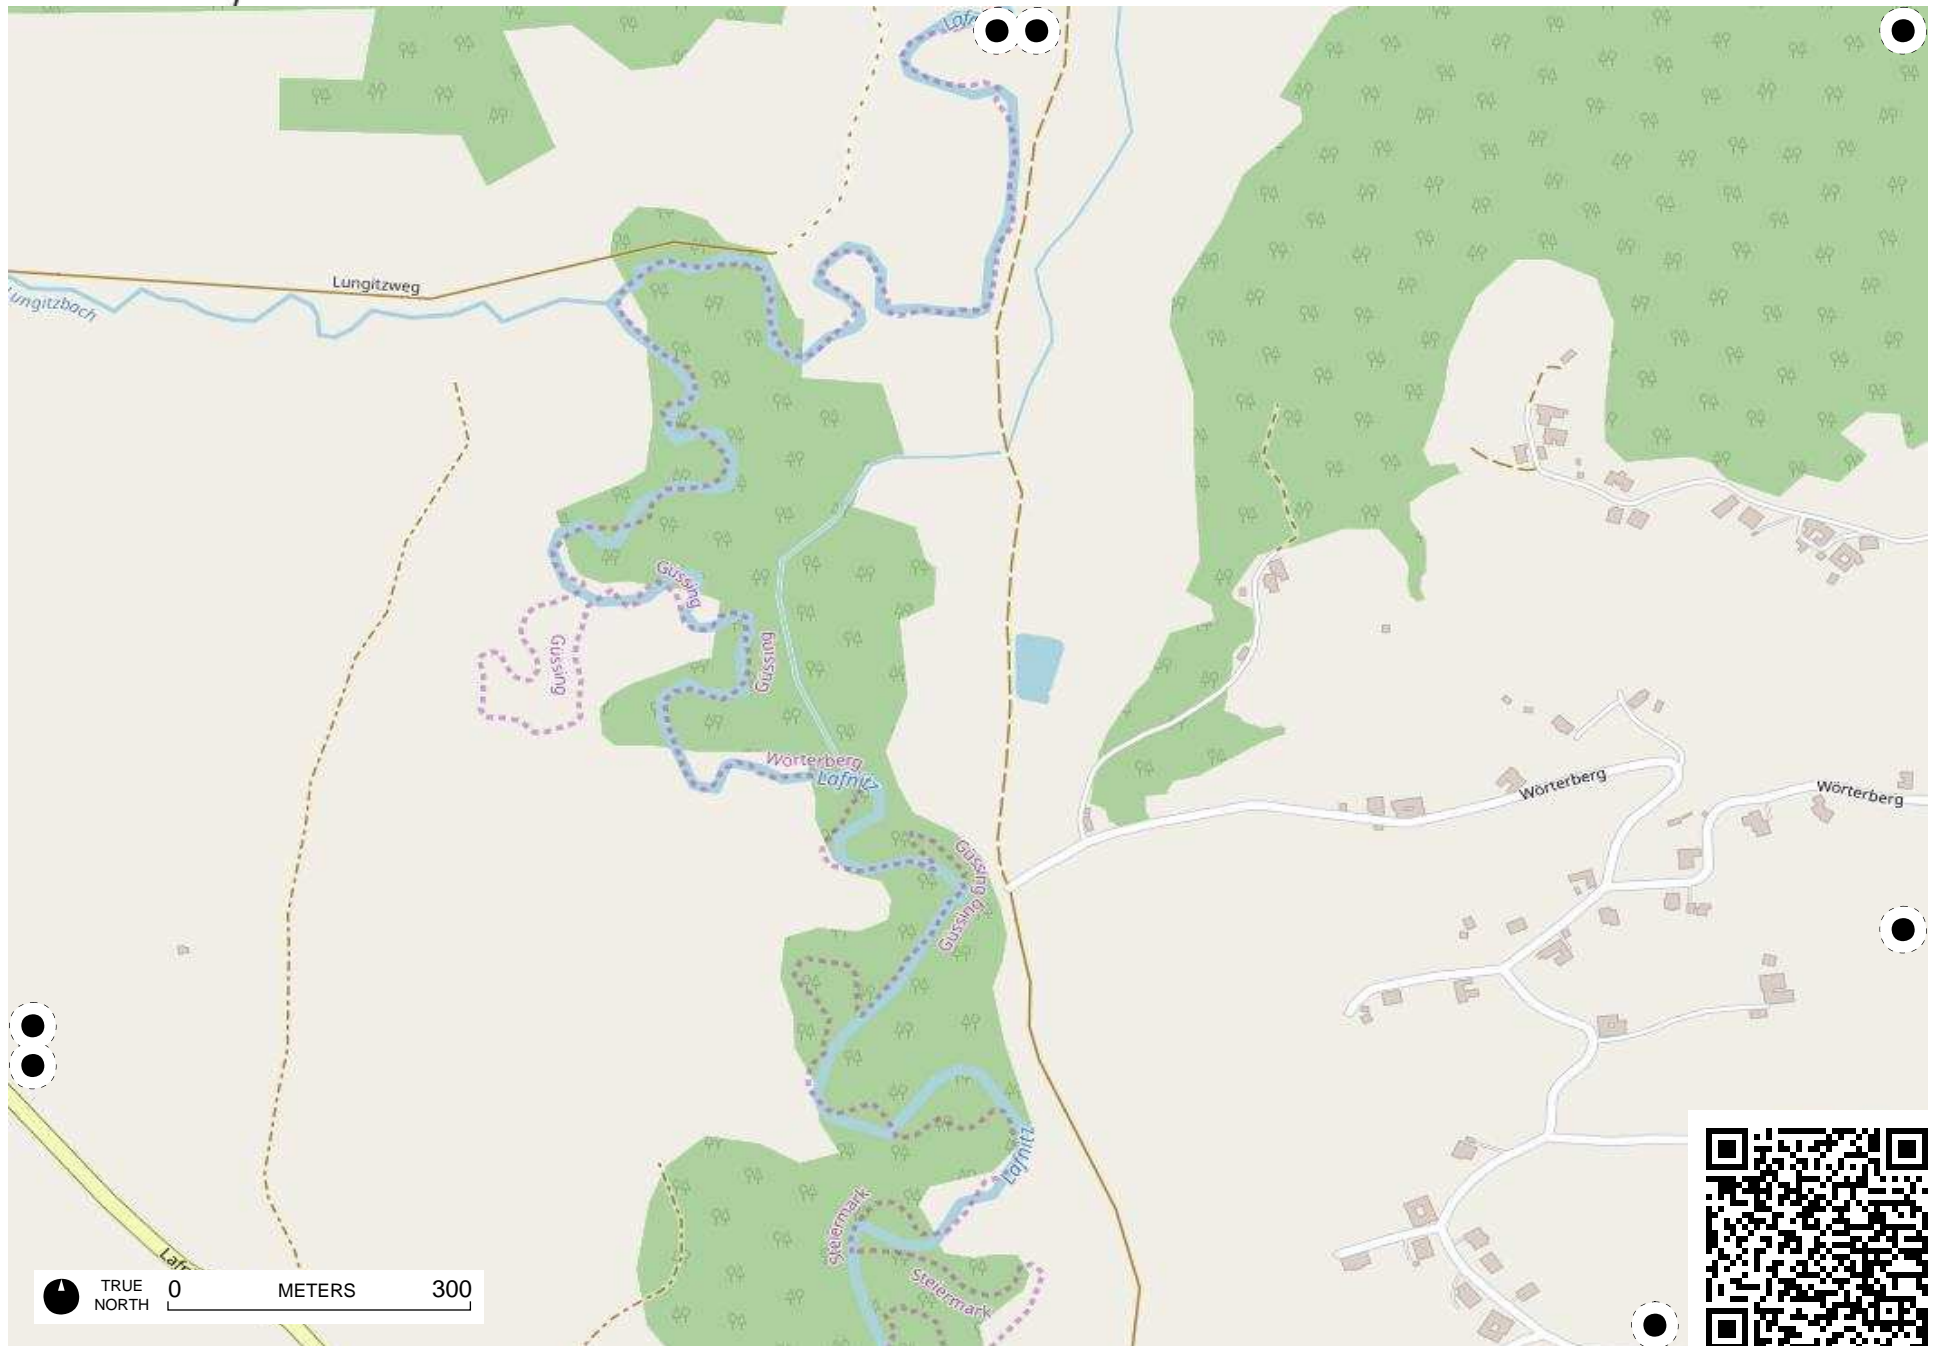 Lungitzweg
Lungitzbach
Güssing
Güssing
Güssing
Wörterberg
Lafnitz
Wörterberg
Wörterberg
Güssing
Güssing
Lafnitz
Steiermark
Steiermark
TRUE NORTH 0 METERS 300